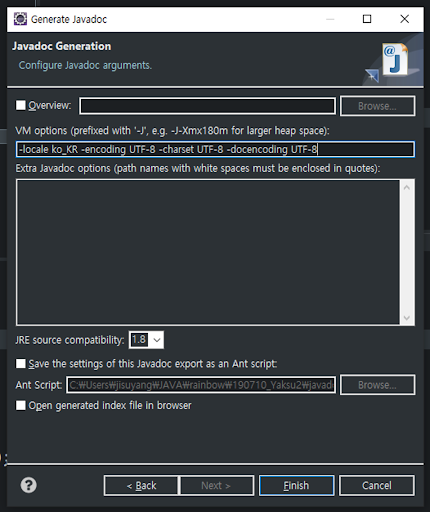 Generate Javadoc
Javadoc Generation
Configure Javadoc arguments.
@
J
Overview:
Browse...
VM options (prefixed with '-J', e.g. -J-Xmx180m for larger heap space):
-locale ko_KR -encoding UTF-8 -charset UTF-8 -docencoding UTF-8
Extra Javadoc options (path names with white spaces must be enclosed in quotes):
JRE source compatibility: 1.8
Save the settings of this Javadoc export as an Ant script:
Ant Script: C:₩Users₩jisuyang₩JAVA₩rainbow₩190710_Yaksu2₩javado Browse...
Open generated index file in browser
? < Back Next > Finish Cancel